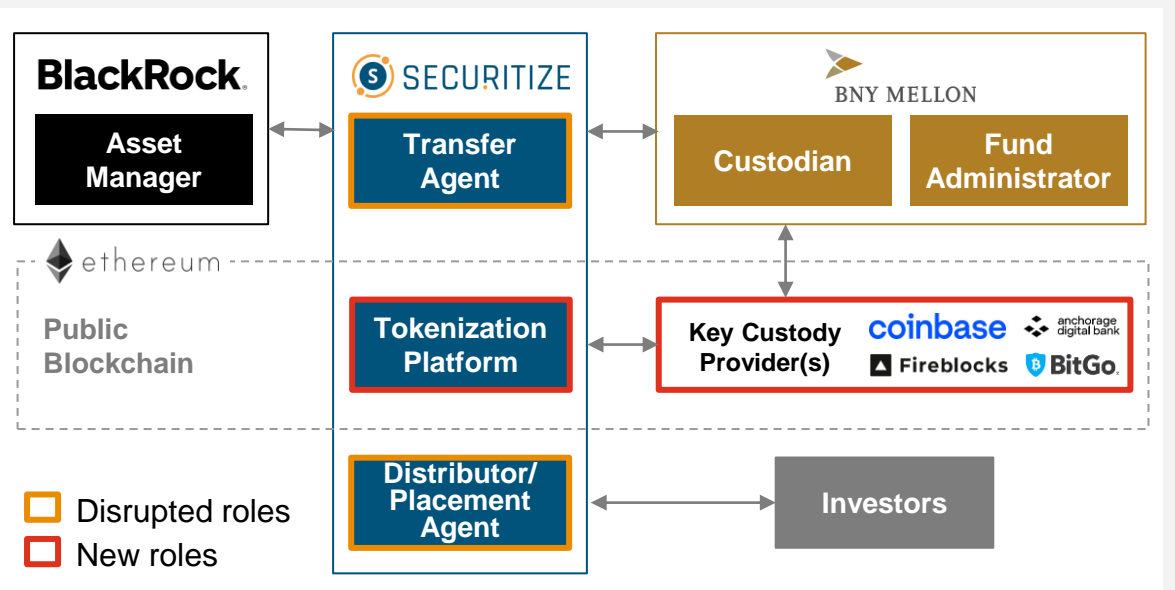 BlackRock.
Asset
Manager
S SECURITIZE
Transfer
Agent
BNY MELLON
Custodian
Fund
Administrator
ethereum
Public
Blockchain
Tokenization
Platform
Key Custody
Provider(s)
coinbase
anchorage
digital bank
Fireblocks
BitGo.
Distributor/
Placement
Agent
Investors
Disrupted roles
New roles